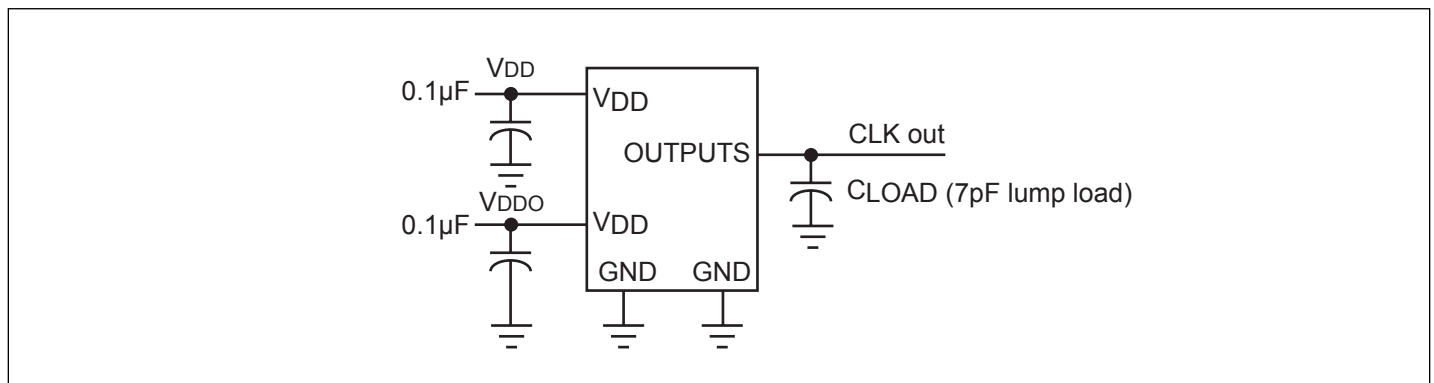 VDD
0.1µF
VDD
CLK out
OUTPUTS
CLOAD (7pF lump load)
VDDO
0.1µF
VDD
GND GND